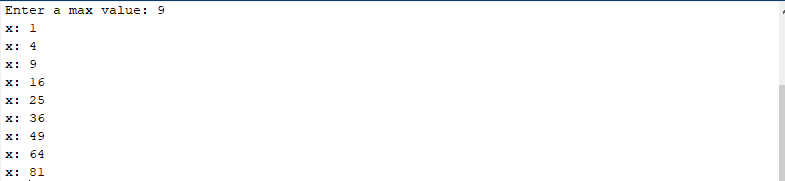 Enter a max value: 9
x: 1
x: 4
x: 9
x: 16
x: 25
x: 36
x: 49
x: 64
x: 81